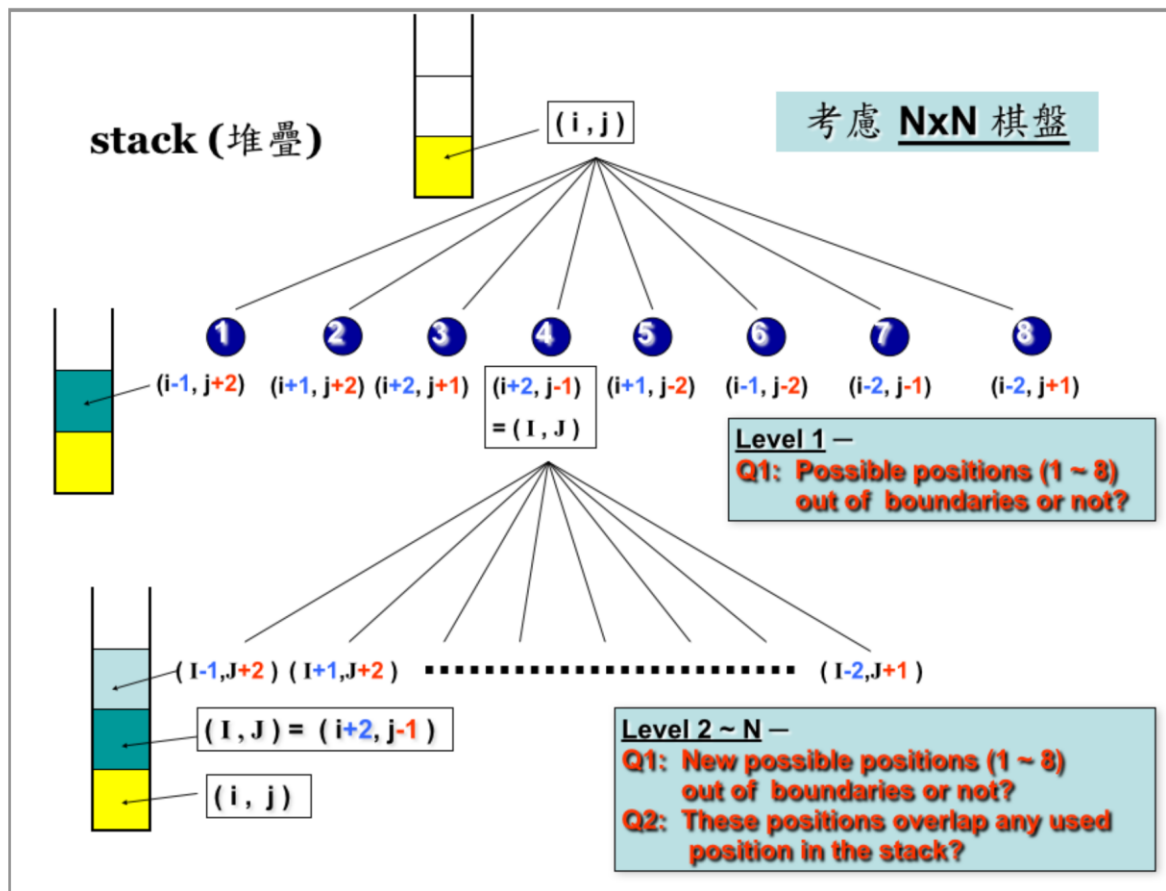 ( i , j )
考慮 NxN 棋盤
stack (堆疊)
1 2 3 4 5 6 7 8
(i-1, j+2) (i+1, j+2) (i+2, j+1) (i+2, j-1) (i+1, j-2) (i-1, j-2) (i-2, j-1) (i-2, j+1)
= ( I , J )
Level 1 —
Q1: Possible positions (1 ~ 8)
out of boundaries or not?
( I-1,J+2 ) ( I+1,J+2 ) ( I-2,J+1 )
( I , J ) = ( i+2, j-1 )
( i , j )
Level 2 ~ N —
Q1: New possible positions (1 ~ 8)
out of boundaries or not?
Q2: These positions overlap any used
position in the stack?